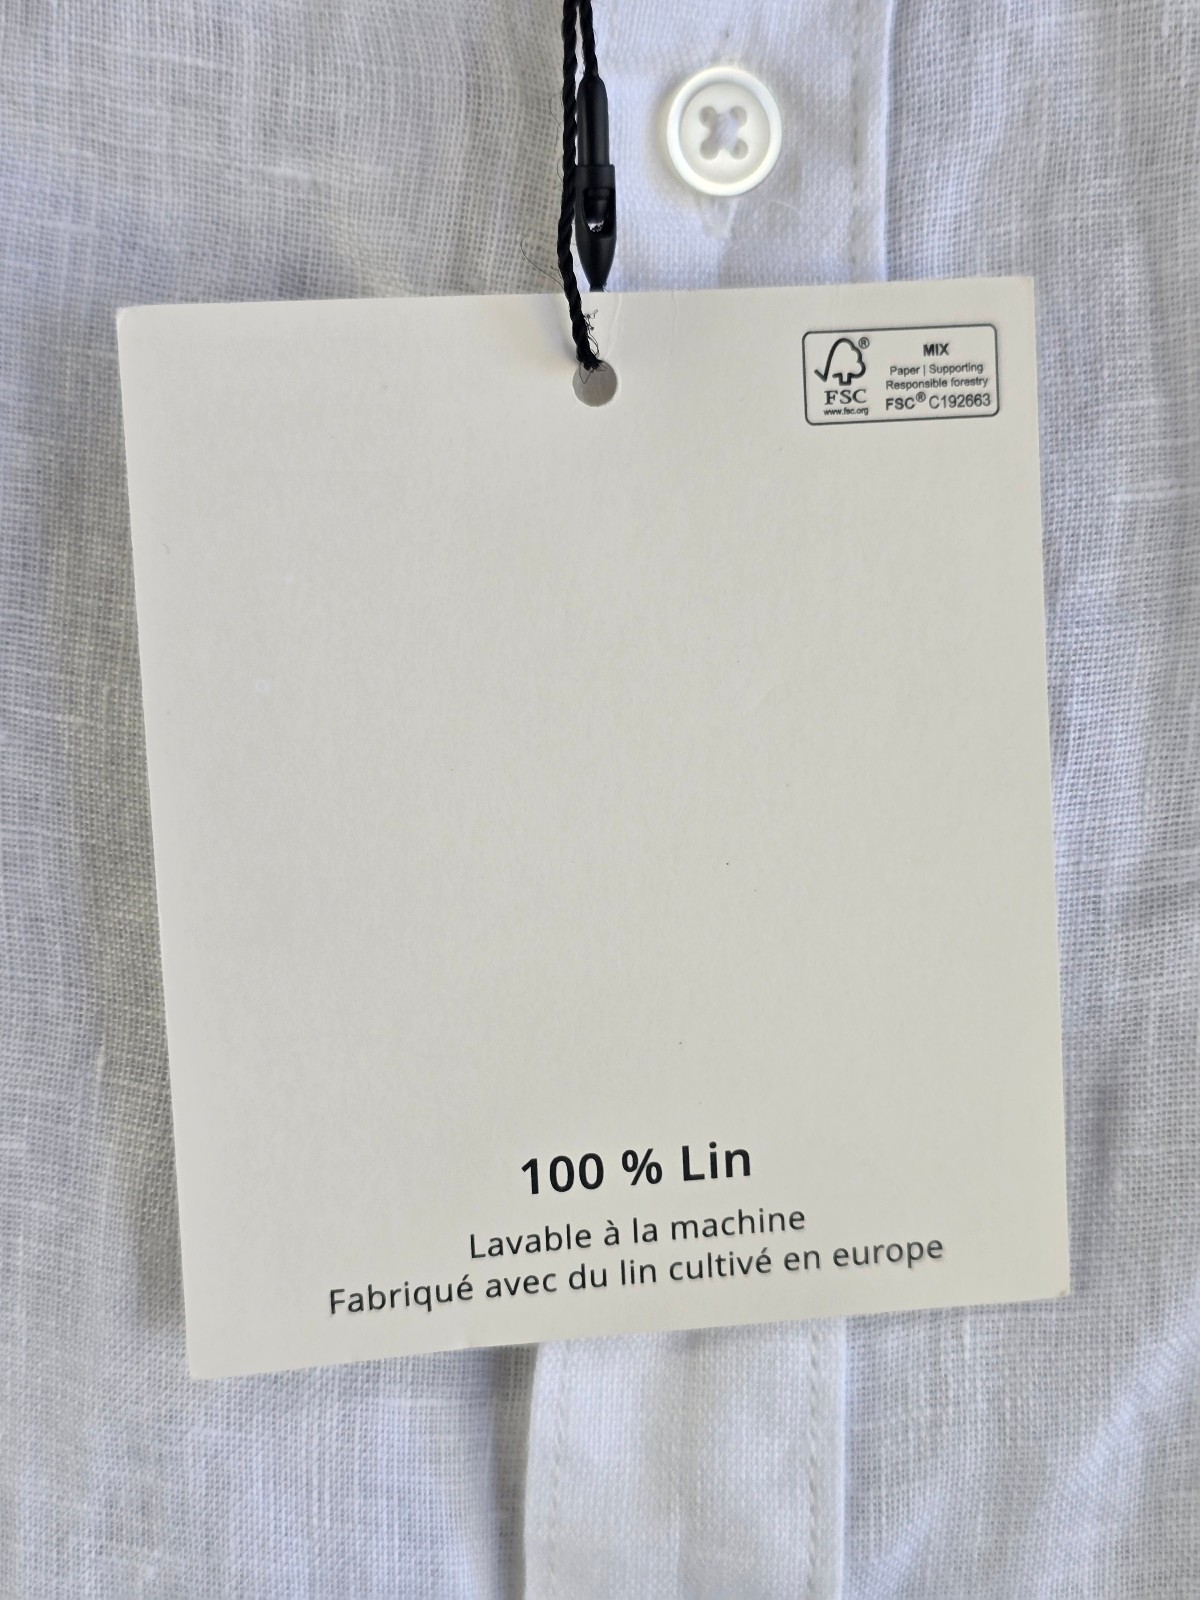 FSC®
www.fsc.org
MIX
Paper | Supporting
Responsible forestry
FSC® C192663
100 % Lin
Lavable à la machine
Fabriqué avec du lin cultivé en europe